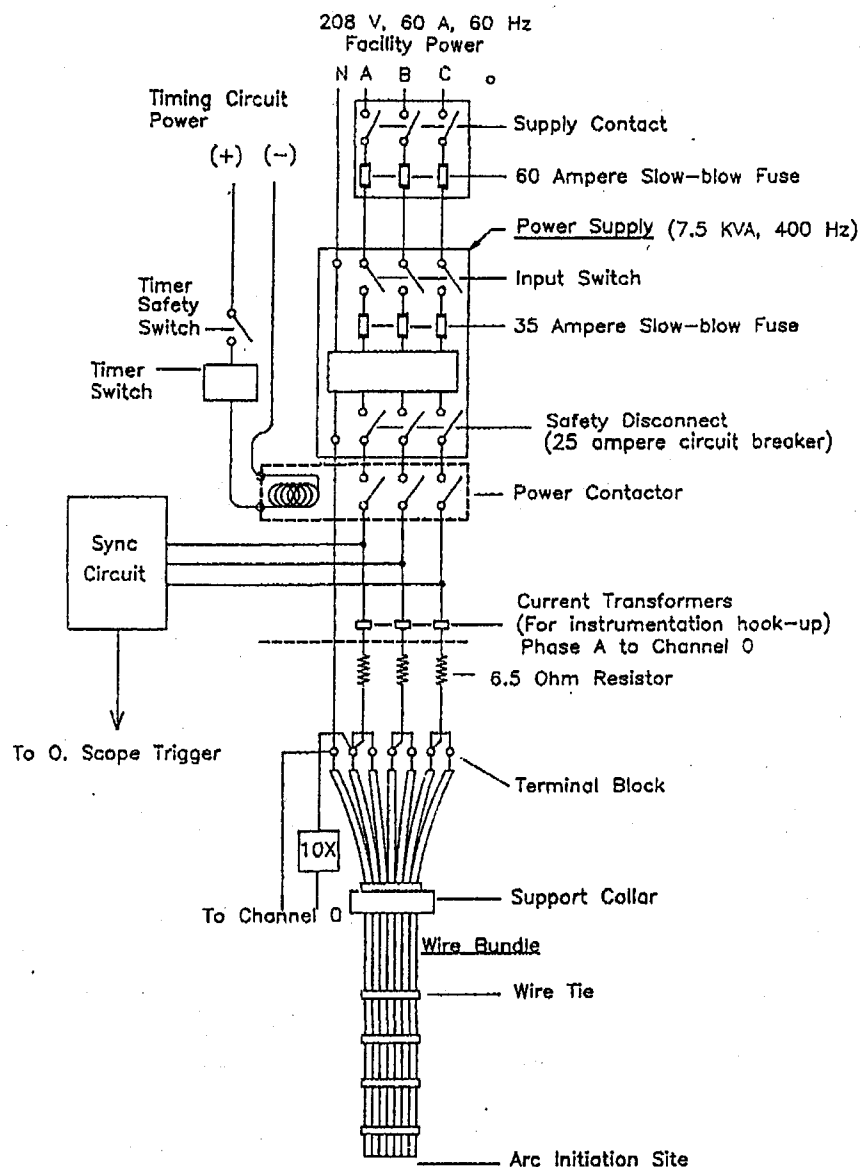 208 V, 60 A, 60 Hz
Facility Power
N A B C o
Timing Circuit
Power
(+) (-)
Supply Contact
60 Ampere Slow-blow Fuse
Power Supply (7.5 KVA, 400 Hz)
Input Switch
Timer
Safety
Switch
35 Ampere Slow-blow Fuse
Timer
Switch
Safety Disconnect
(25 ampere circuit breaker)
Power Contactor
Sync
Circuit
Current Transformers
(For instrumentation hook-up)
Phase A to Channel 0
6.5 Ohm Resistor
To O. Scope Trigger
Terminal Block
10X
To Channel 0
Support Collar
Wire Bundle
Wire Tie
Arc Initiation Site